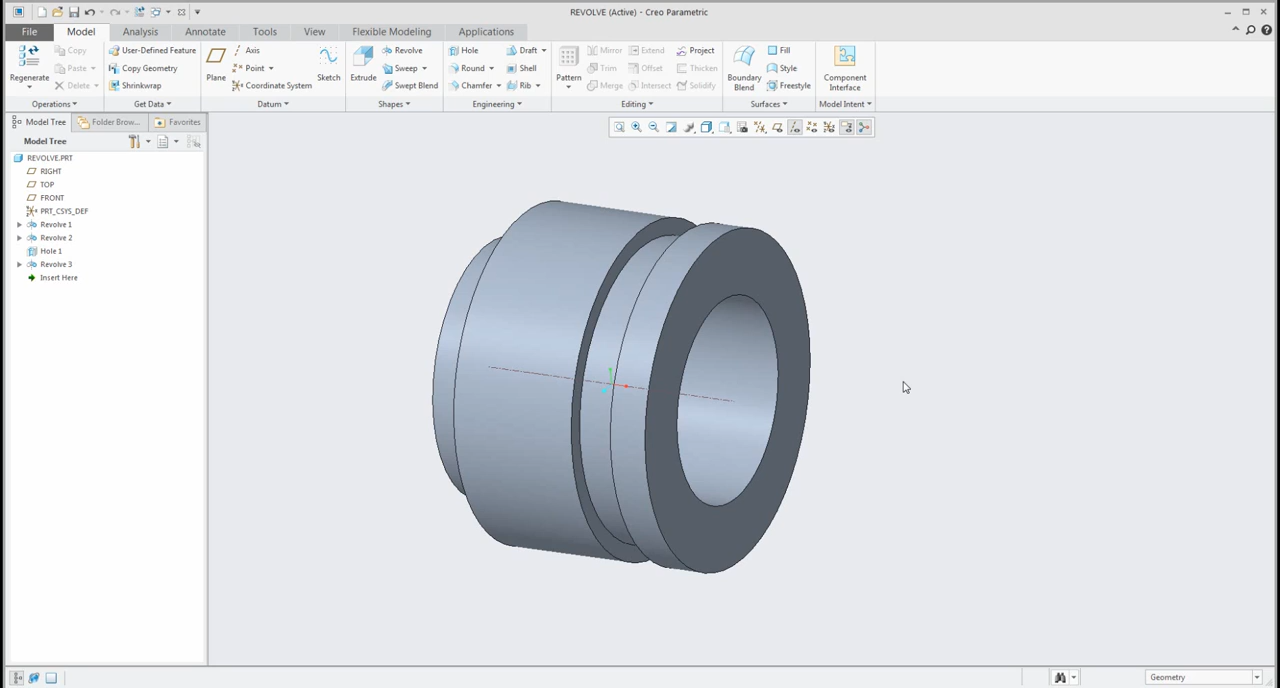 REVOLVE (Active) - Creo Parametric
File Model Analysis Annotate Tools View Flexible Modeling Applications
Copy User-Defined Feature Axis Revolve Hole Draft Mirror Extend Project Fill
Regenerate Paste Copy Geometry Plane Point Sketch Extrude Sweep Round Shell Pattern Trim Offset Thicken Boundary Blend Style Component Interface
Delete Shrinkwrap Coordinate System Swept Blend Chamfer Rib Merge Intersect Solidify Freestyle
Operations Get Data Datum Shapes Engineering Editing Surfaces Model Intent
Model Tree Folder Brow... Favorites
Model Tree
REVOLVE.PRT
RIGHT
TOP
FRONT
PRT_CSYS_DEF
Revolve 1
Revolve 2
Hole 1
Revolve 3
Insert Here
Geometry